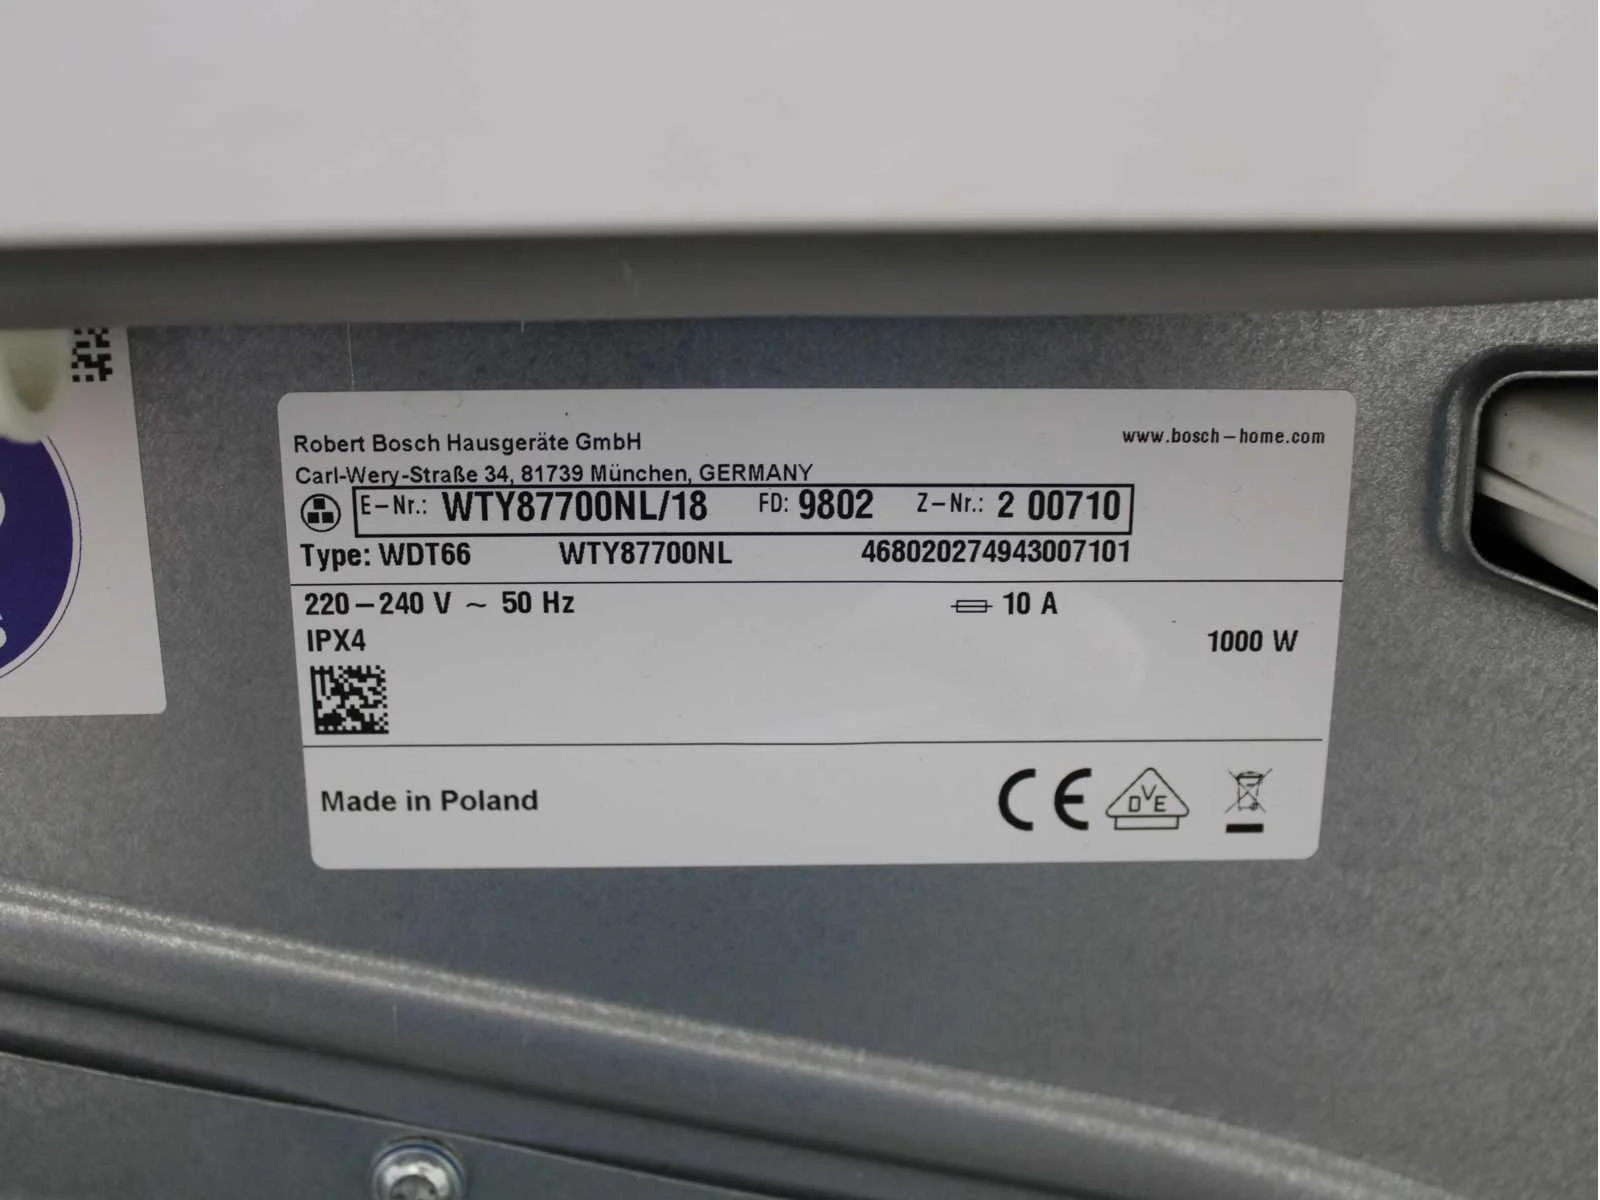 Robert Bosch Hausgeräte GmbH
www.bosch-home.com
Carl-Wery-Straße 34, 81739 München, GERMANY
E-Nr.: WTY87700NL/18 FD: 9802 Z-Nr.: 2 00710
Type: WDT66 WTY87700NL 468020274943007101
220-240 V ~ 50 Hz 10 A
IPX4 1000 W
Made in Poland
CE DVE